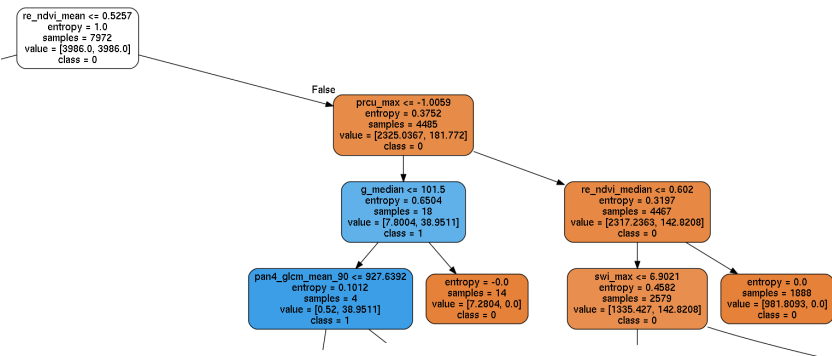 re_ndvi_mean <= 0.5257
entropy = 1.0
samples = 7972
value = [3986.0, 3986.0]
class = 0
False
prcu_max <= -1.0059
entropy = 0.3752
samples = 4485
value = [2325.0367, 181.772]
class = 0
g_median <= 101.5
entropy = 0.6504
samples = 18
value = [7.8004, 38.9511]
class = 1
re_ndvi_median <= 0.602
entropy = 0.3197
samples = 4467
value = [2317.2363, 142.8208]
class = 0
pan4_glcm_mean_90 <= 927.6392
entropy = 0.1012
samples = 4
value = [0.52, 38.9511]
class = 1
entropy = -0.0
samples = 14
value = [7.2804, 0.0]
class = 0
swi_max <= 6.9021
entropy = 0.4582
samples = 2579
value = [1335.427, 142.8208]
class = 0
entropy = 0.0
samples = 1888
value = [981.8093, 0.0]
class = 0